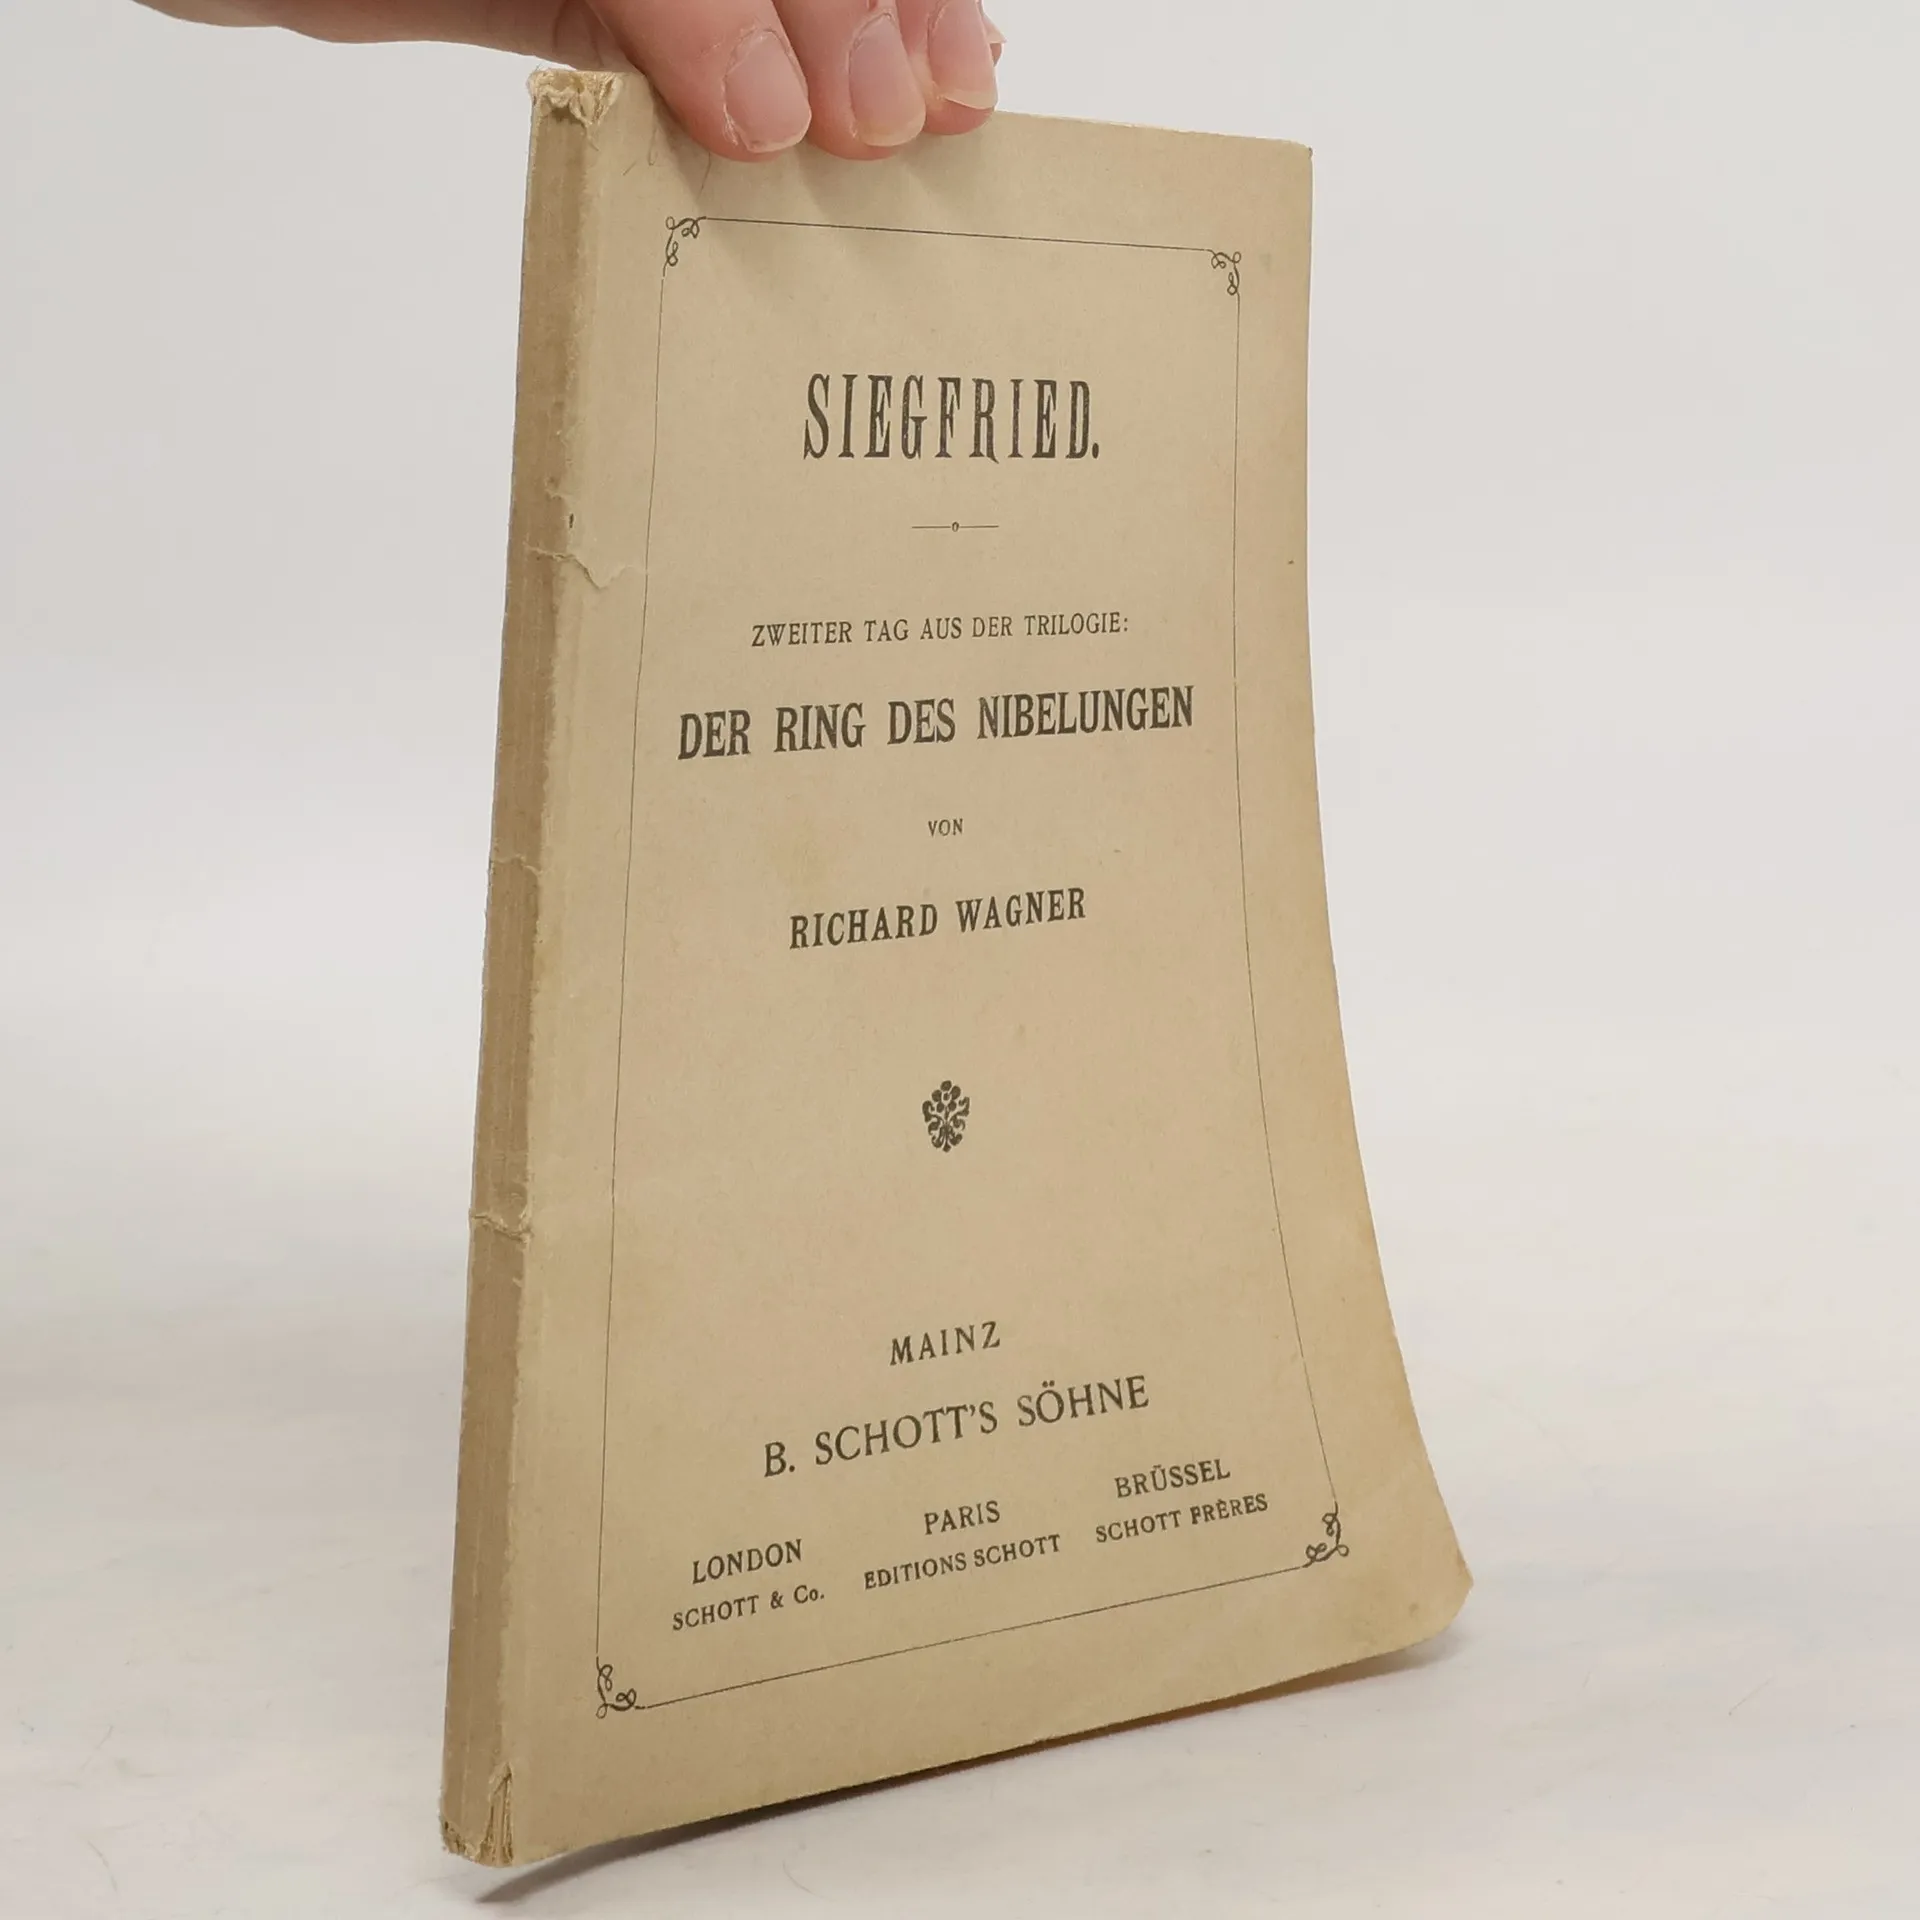 SIEGFRIED.
ZWEITER TAG AUS DER TRILOGIE:
DER RING DES NIBELUNGEN
VON
RICHARD WAGNER
MAINZ
B. SCHOTT'S SÖHNE
LONDON
SCHOTT & Co.
PARIS
EDITIONS SCHOTT
BRÜSSEL
SCHOTT FRÈRES